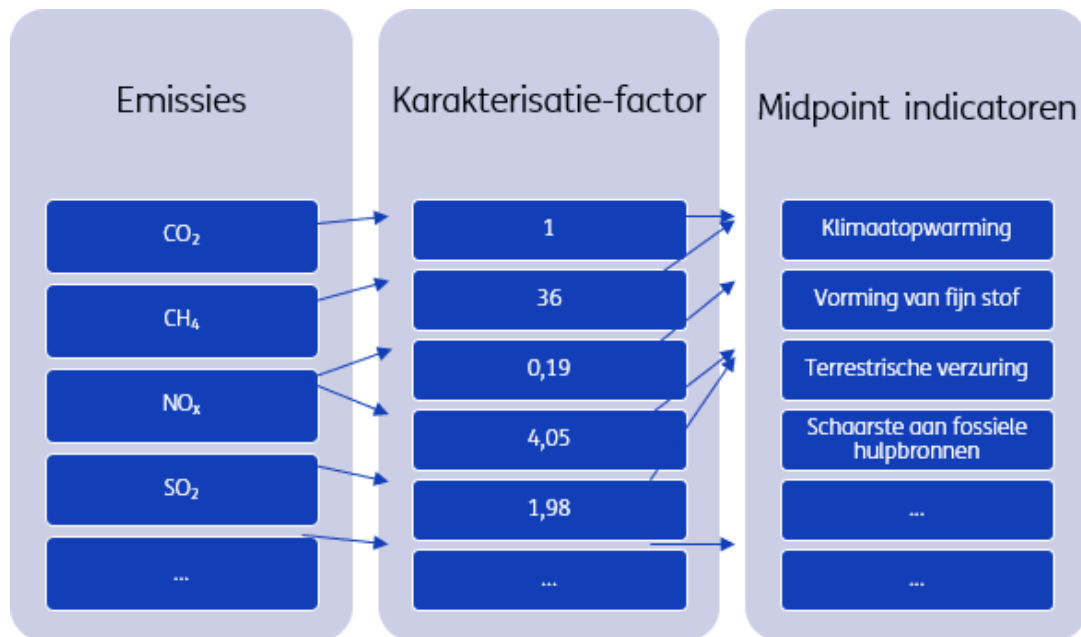 Emissies
CO₂
CH₄
NOₓ
SO₂
...
Karakterisatie-factor
1
36
0,19
4,05
1,98
...
Midpoint indicatoren
Klimaatopwarming
Vorming van fijn stof
Terrestrische verzuring
Schaarste aan fossiele
hulpbronnen
...
...